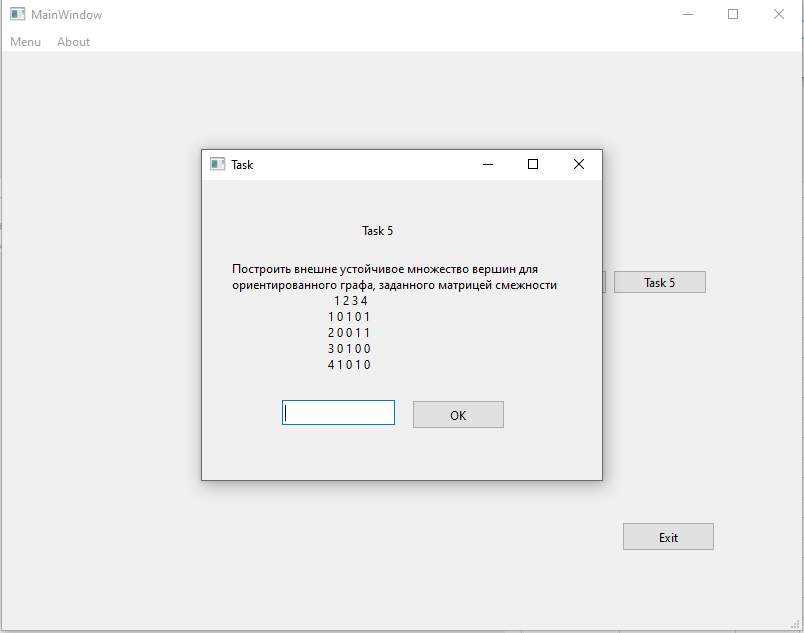 MainWindow
Menu About
Task
Task 5
Построить внешне устойчивое множество вершин для
ориентированного графа, заданного матрицей смежности
1 2 3 4
1 0 1 0 1
2 0 0 1 1
3 0 1 0 0
4 1 0 1 0
Task 5
OK
Exit